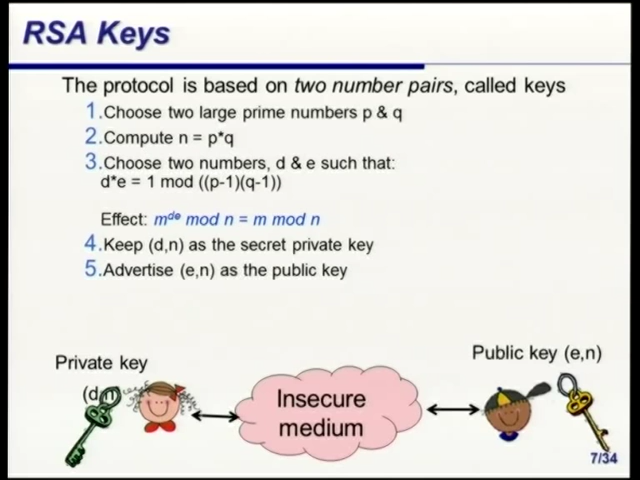 RSA Keys
The protocol is based on two number pairs, called keys
1.Choose two large prime numbers p & q
2.Compute n = p*q
3.Choose two numbers, d & e such that:
d*e = 1 mod ((p-1)(q-1))
Effect: m^de mod n = m mod n
4.Keep (d,n) as the secret private key
5.Advertise (e,n) as the public key
Private key
(d,n)
Public key (e,n)
Insecure
medium
7/34